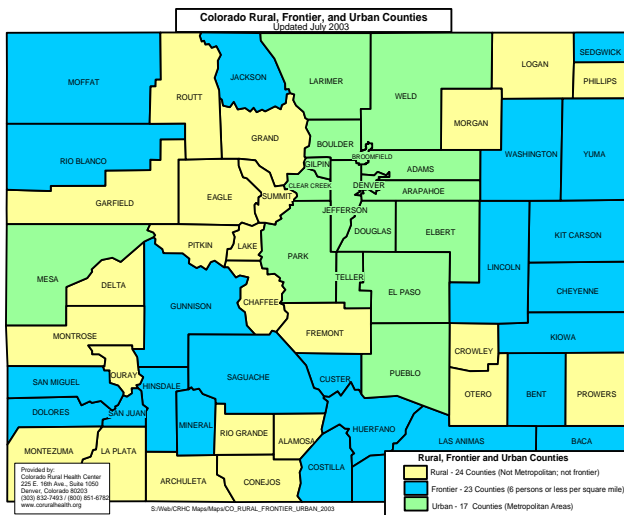 Colorado Rural, Frontier, and Urban Counties
Updated July 2003
MOFFAT
ROUTT
JACKSON
LARIMER
WELD
LOGAN
SEDGWICK
PHILLIPS
MORGAN
GRAND
BOULDER
RIO BLANCO
GILPIN
BROOMFIELD
ADAMS
WASHINGTON
YUMA
CLEAR CREEK
DENVER
ARAPAHOE
GARFIELD
EAGLE
SUMMIT
JEFFERSON
DOUGLAS
ELBERT
KIT CARSON
PITKIN
LAKE
PARK
LINCOLN
MESA
DELTA
TELLER
GUNNISON
CHAFFEE
EL PASO
CHEYENNE
MONTROSE
FREMONT
CROWLEY
KIOWA
OURAY
SAN MIGUEL
HINSDALE
SAGUACHE
CUSTER
PUEBLO
OTERO
BENT
PROWERS
DOLORES
SAN JUAN
MINERAL
RIO GRANDE
ALAMOSA
HUERFANO
LAS ANIMAS
BACA
MONTEZUMA
LA PLATA
ARCHULETA
CONEJOS
COSTILLA
Provided by:
Colorado Rural Health Center
225 E. 16th Ave., Suite 1050
Denver, Colorado 80203
(303) 832-7493 / (800) 851-6782
www.coruralhealth.org
S:/Web/CRHC Maps/Maps/CO_RURAL_FRONTIER_URBAN_2003
Rural, Frontier and Urban Counties
Rural - 24 Counties (Not Metropolitan; not frontier)
Frontier - 23 Counties (6 persons or less per square mile)
Urban - 17 Counties (Metropolitan Areas)